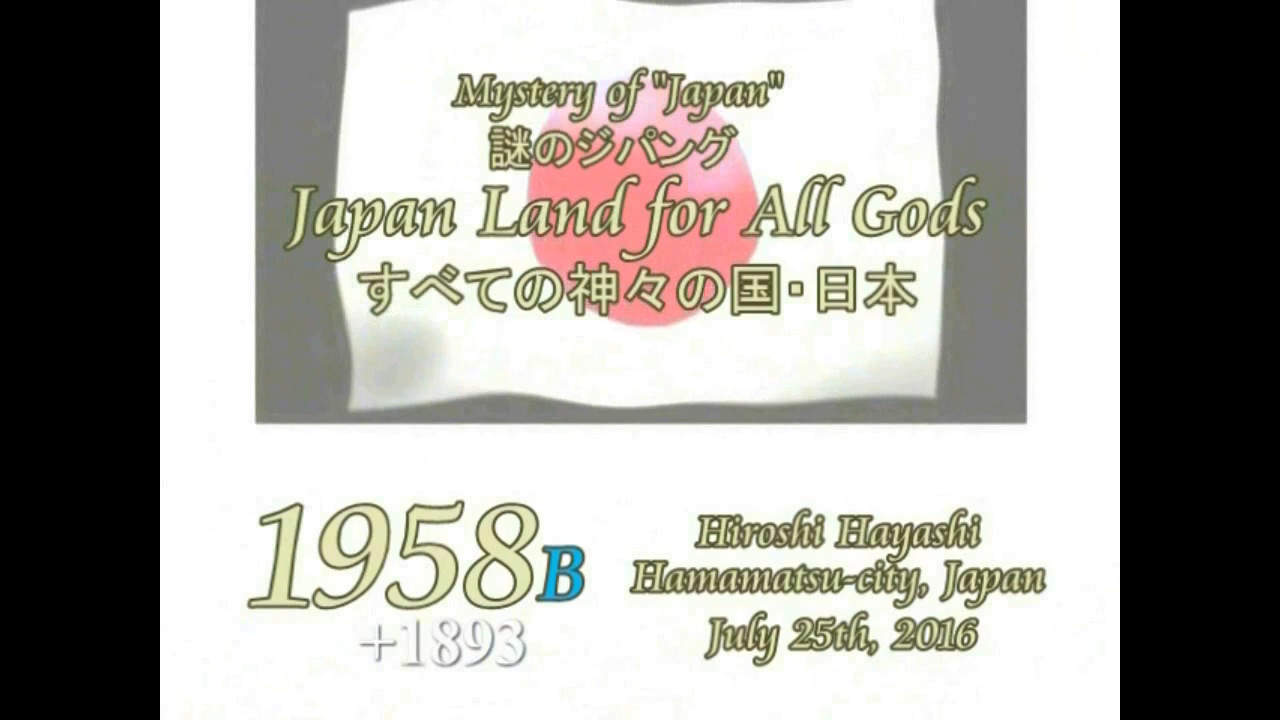 Mystery of "Japan"
謎のジパング
Japan Land for All Gods
すべての神々の国・日本
1958B
+1893
Hiroshi Hayashi
Hamamatsu-city, Japan
July 25th, 2016